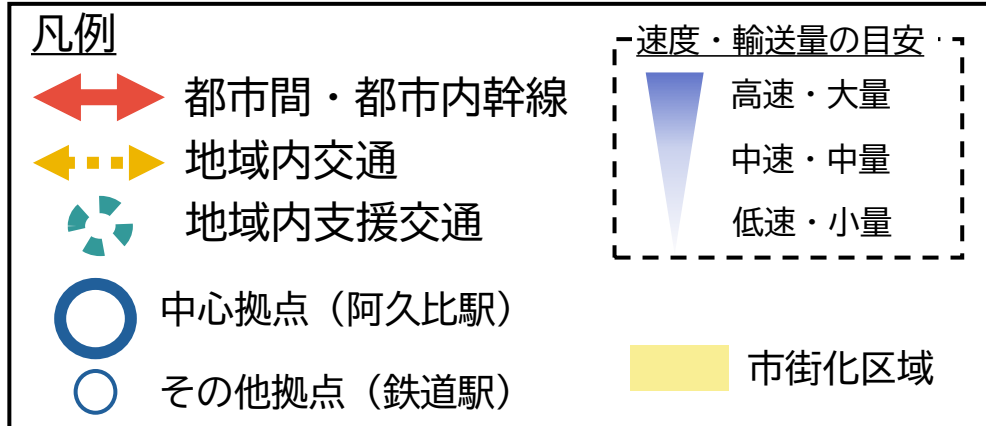 凡例
都市間・都市内幹線
地域内交通
地域内支援交通
中心拠点（阿久比駅）
その他拠点（鉄道駅）
速度・輸送量の目安
高速・大量
中速・中量
低速・小量
市街化区域